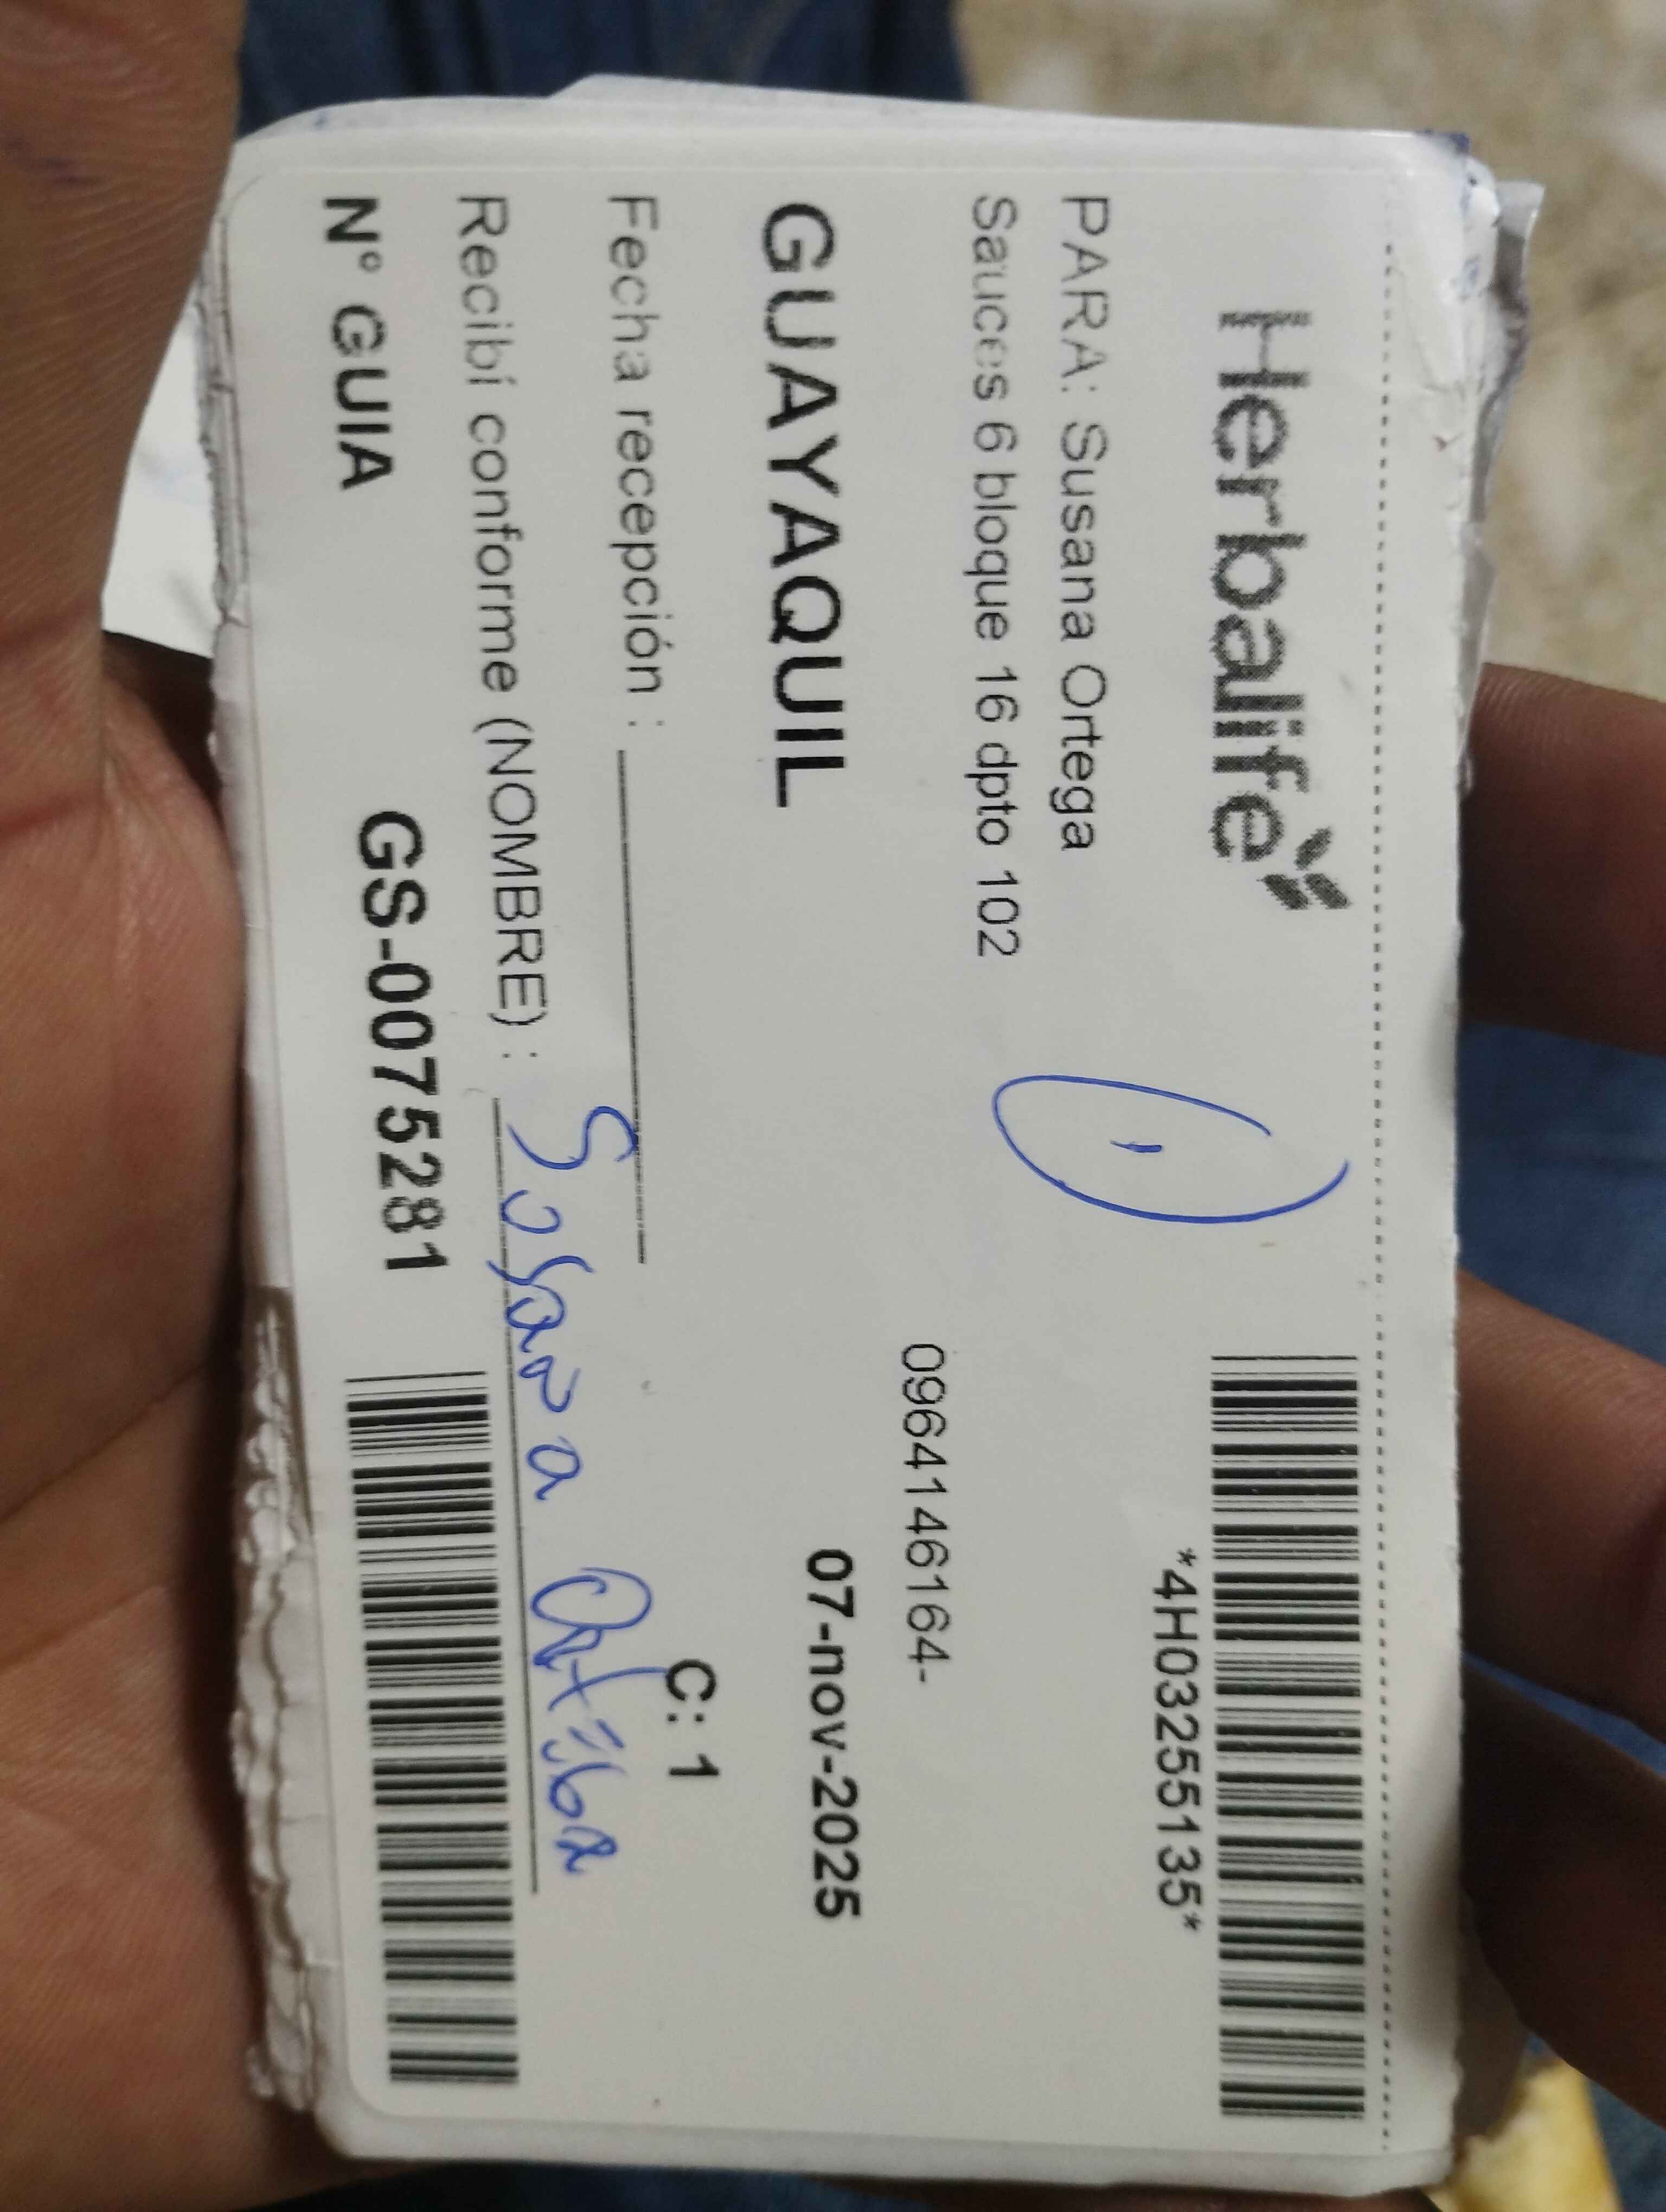 Herbalife
*4H03255135*
PARA: Susana Ortega
Sauces 6 bloque 16 dpto 102
0964146164-
GUAYAQUIL 07-nov-2025
Fecha recepción : C: 1
Recibí conforme (NOMBRE) : Susana Ortega
N° GUIA GS-0075281